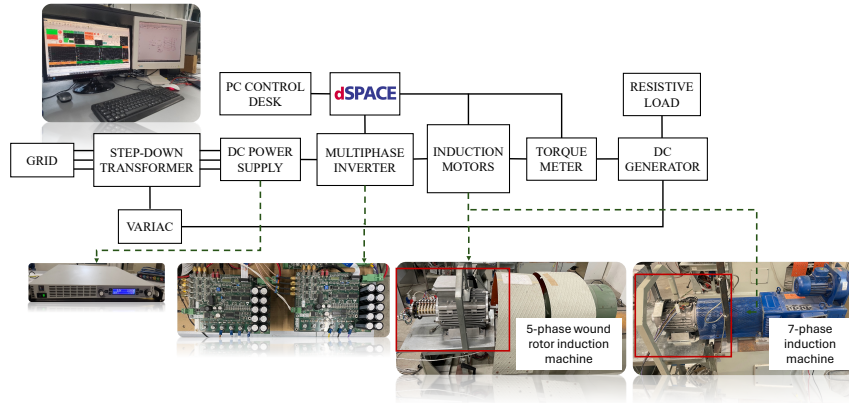 PC CONTROL
DESK
dSPACE
RESISTIVE
LOAD
GRID
STEP-DOWN
TRANSFORMER
DC POWER
SUPPLY
MULTIPHASE
INVERTER
INDUCTION
MOTORS
TORQUE
METER
DC
GENERATOR
VARIAC
5-phase wound
rotor induction
machine
7-phase
induction
machine